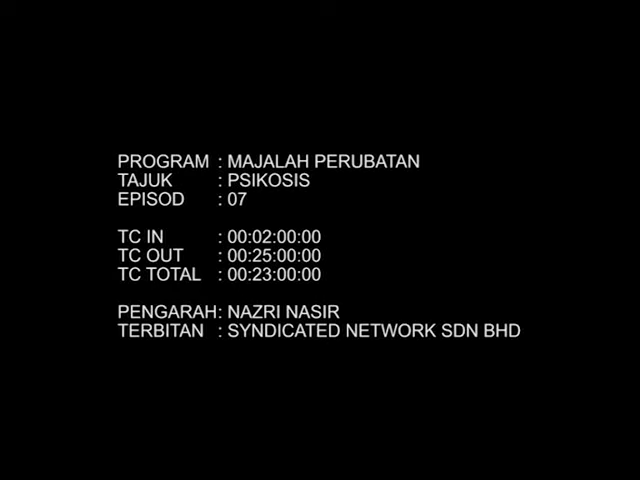 PROGRAM : MAJALAH PERUBATAN
TAJUK : PSIKOSIS
EPISOD : 07
TC IN : 00:02:00:00
TC OUT : 00:25:00:00
TC TOTAL : 00:23:00:00
PENGARAH: NAZRI NASIR
TERBITAN : SYNDICATED NETWORK SDN BHD